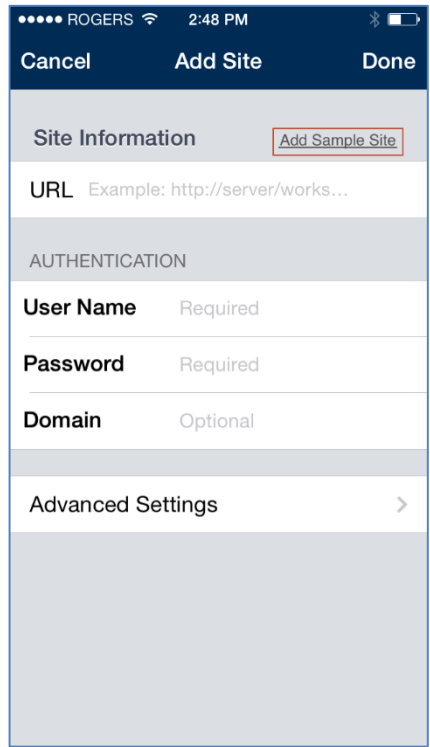 ROGERS 2:48 PM
Cancel Add Site Done
Site Information Add Sample Site
URL Example: http://server/works…
AUTHENTICATION
User Name Required
Password Required
Domain Optional
Advanced Settings